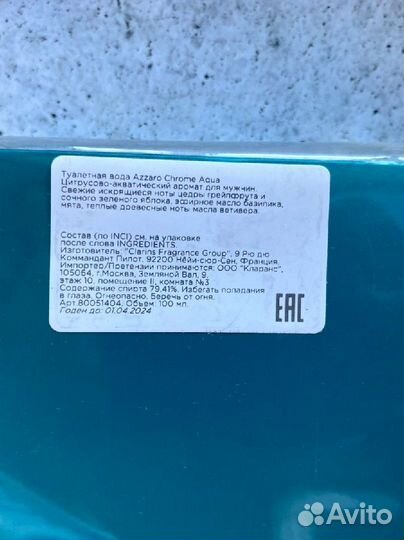 Туалетная вода Azzaro Chrome Aqua
Цитрусово-акватический аромат для мужчин.
Свежие искрящиеся ноты цедры грейпфрута и
сочного зеленого яблока, эфирное масло базилика,
мята, теплые древесные ноты масла ветивера.
Состав (по INCI) см. на упаковке
после слова INGREDIENTS.
Изготовитель: "Clarins Fragrance Group", 9 Рю дю
Коммандант Пилот, 92200 Нёйи-сюр-Сен, Франция.
Импортер/Претензии принимаются: ООО "Кларанс",
105064, г.Москва, Земляной Вал, 9,
этаж 10, помещение II, комната №3
Содержание спирта 79,41%. Избегать попадания
в глаза. Огнеопасно. Беречь от огня.
Арт.80051404. Объем: 100 мл.
Годен до: 01.04.2024
EAC
Avito